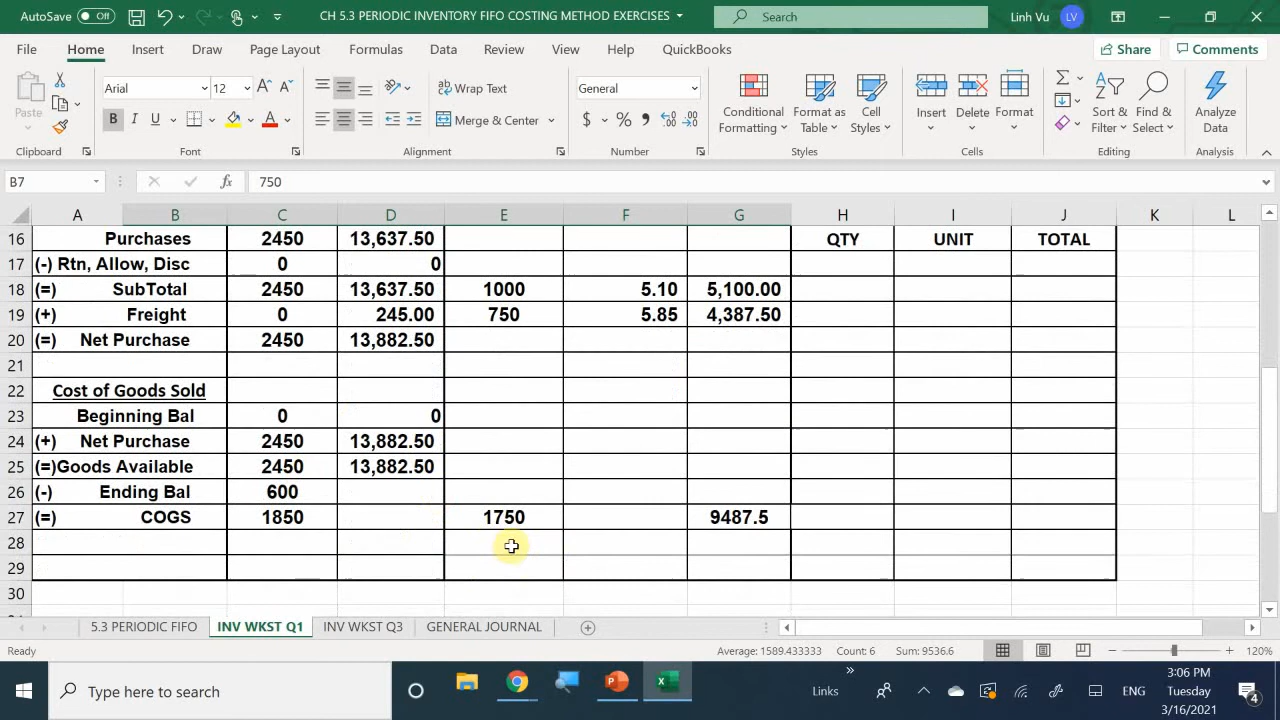 AutoSave Off CH 5.3 PERIODIC INVENTORY FIFO COSTING METHOD EXERCISES Search Linh Vu LV
File Home Insert Draw Page Layout Formulas Data Review View Help QuickBooks Share Comments
Arial 12 A A ab Wrap Text General
Paste B I U A Merge & Center $ % , Conditional Formatting Format as Table Cell Styles Insert Delete Format Sort & Filter Find & Select Analyze Data
Clipboard Font Alignment Number Styles Cells Editing Analysis
B7 fx 750
A B C D E F G H I J K L
16 Purchases 2450 13,637.50 QTY UNIT TOTAL
17 (-) Rtn, Allow, Disc 0 0
18 (=) SubTotal 2450 13,637.50 1000 5.10 5,100.00
19 (+) Freight 0 245.00 750 5.85 4,387.50
20 (=) Net Purchase 2450 13,882.50
21
22 Cost of Goods Sold
23 Beginning Bal 0 0
24 (+) Net Purchase 2450 13,882.50
25 (=)Goods Available 2450 13,882.50
26 (-) Ending Bal 600
27 (=) COGS 1850 1750 9487.5
28
29
30
5.3 PERIODIC FIFO INV WKST Q1 INV WKST Q3 GENERAL JOURNAL
Ready Average: 1589.433333 Count: 6 Sum: 9536.6 120%
Type here to search Links ENG 3:06 PM
Tuesday
3/16/2021 4